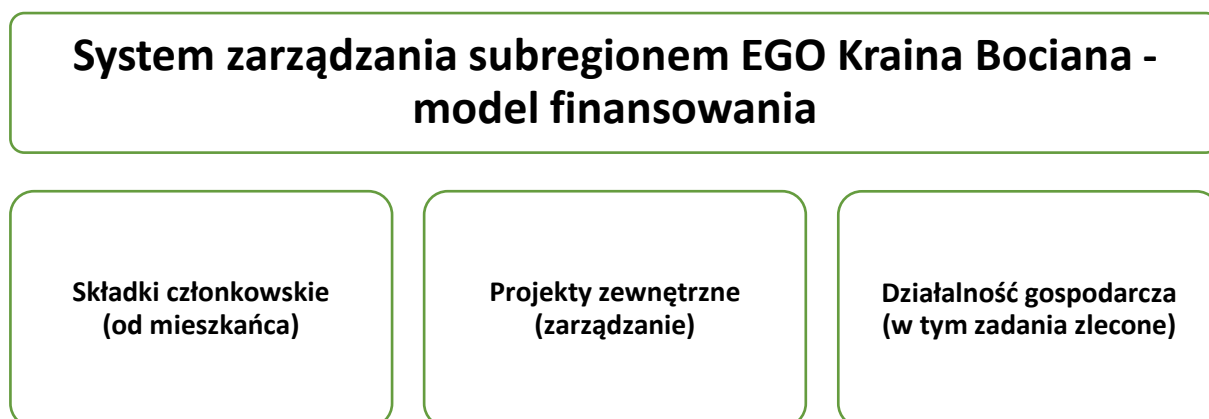 System zarządzania subregionem EGO Kraina Bociana -
model finansowania
Składki członkowskie
(od mieszkańca)
Projekty zewnętrzne
(zarządzanie)
Działalność gospodarcza
(w tym zadania zlecone)